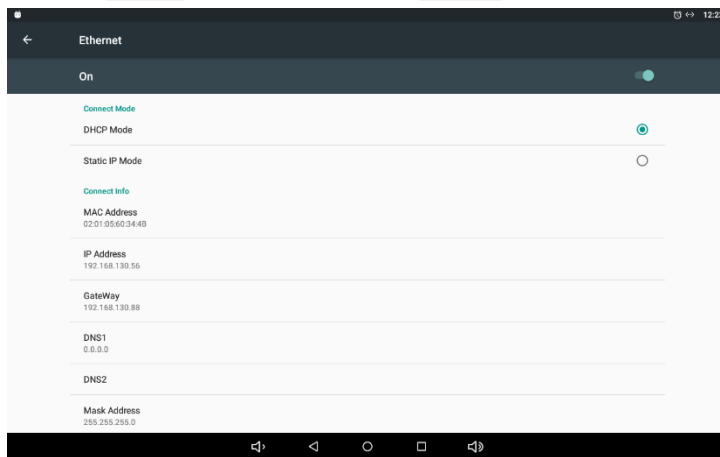 Ethernet
On
Connect Mode
DHCP Mode
Static IP Mode
Connect Info
MAC Address
02:01:05:60:34:4B
IP Address
192.168.130.56
GateWay
192.168.130.88
DNS1
0.0.0.0
DNS2
Mask Address
255.255.255.0